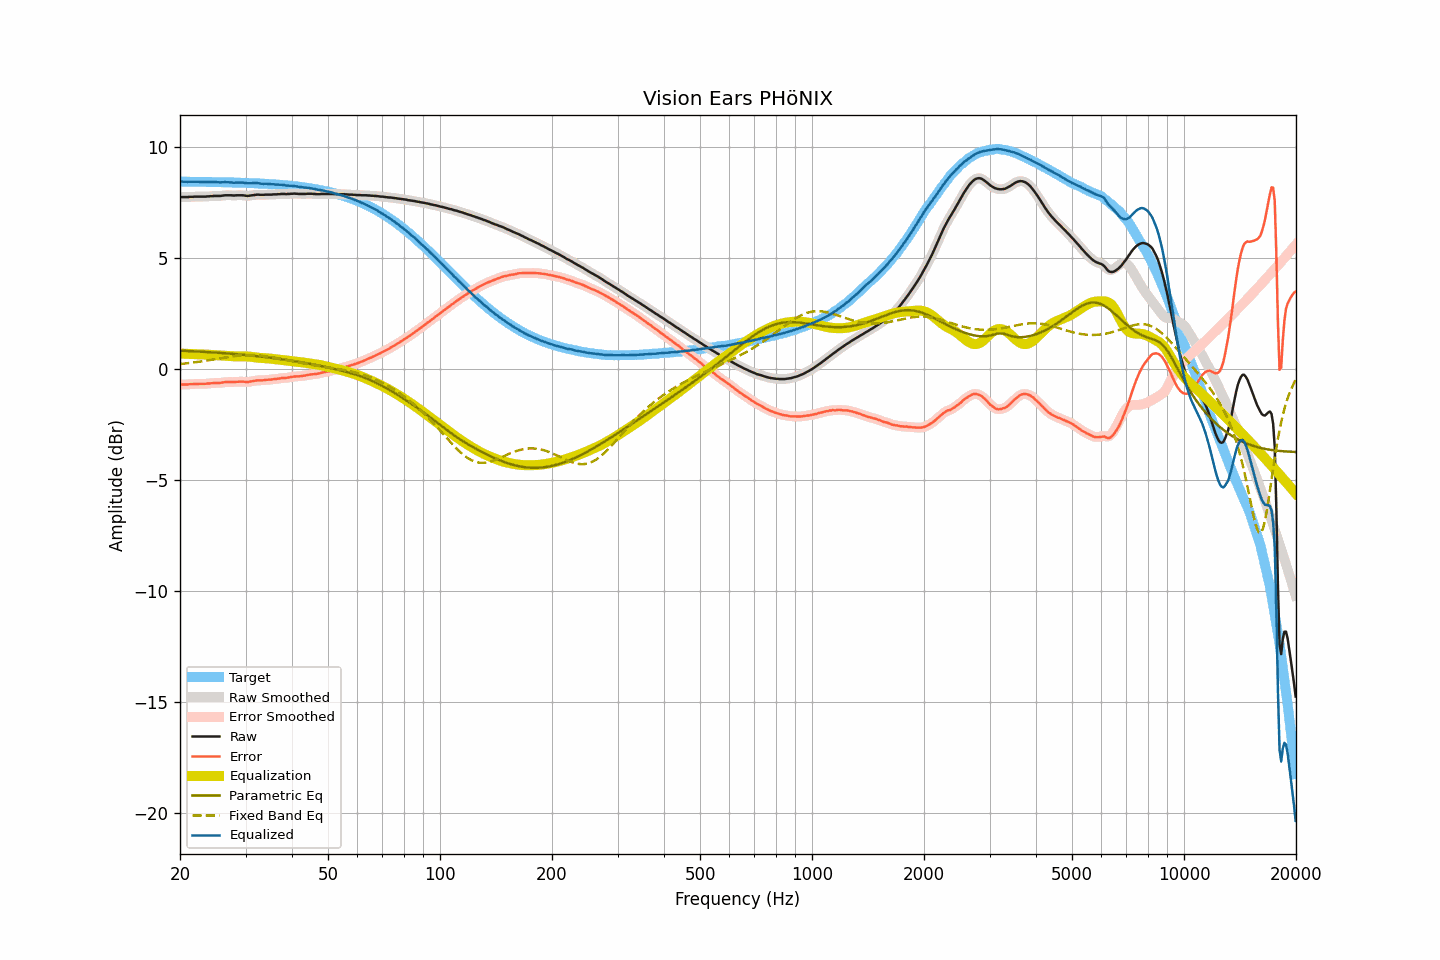 Vision Ears PHöNIX
10
5
0
−5
−10
−15
−20
Amplitude (dBr)
Target
Raw Smoothed
Error Smoothed
Raw
Error
Equalization
Parametric Eq
Fixed Band Eq
Equalized
20 50 100 200 500 1000 2000 5000 10000 20000
Frequency (Hz)